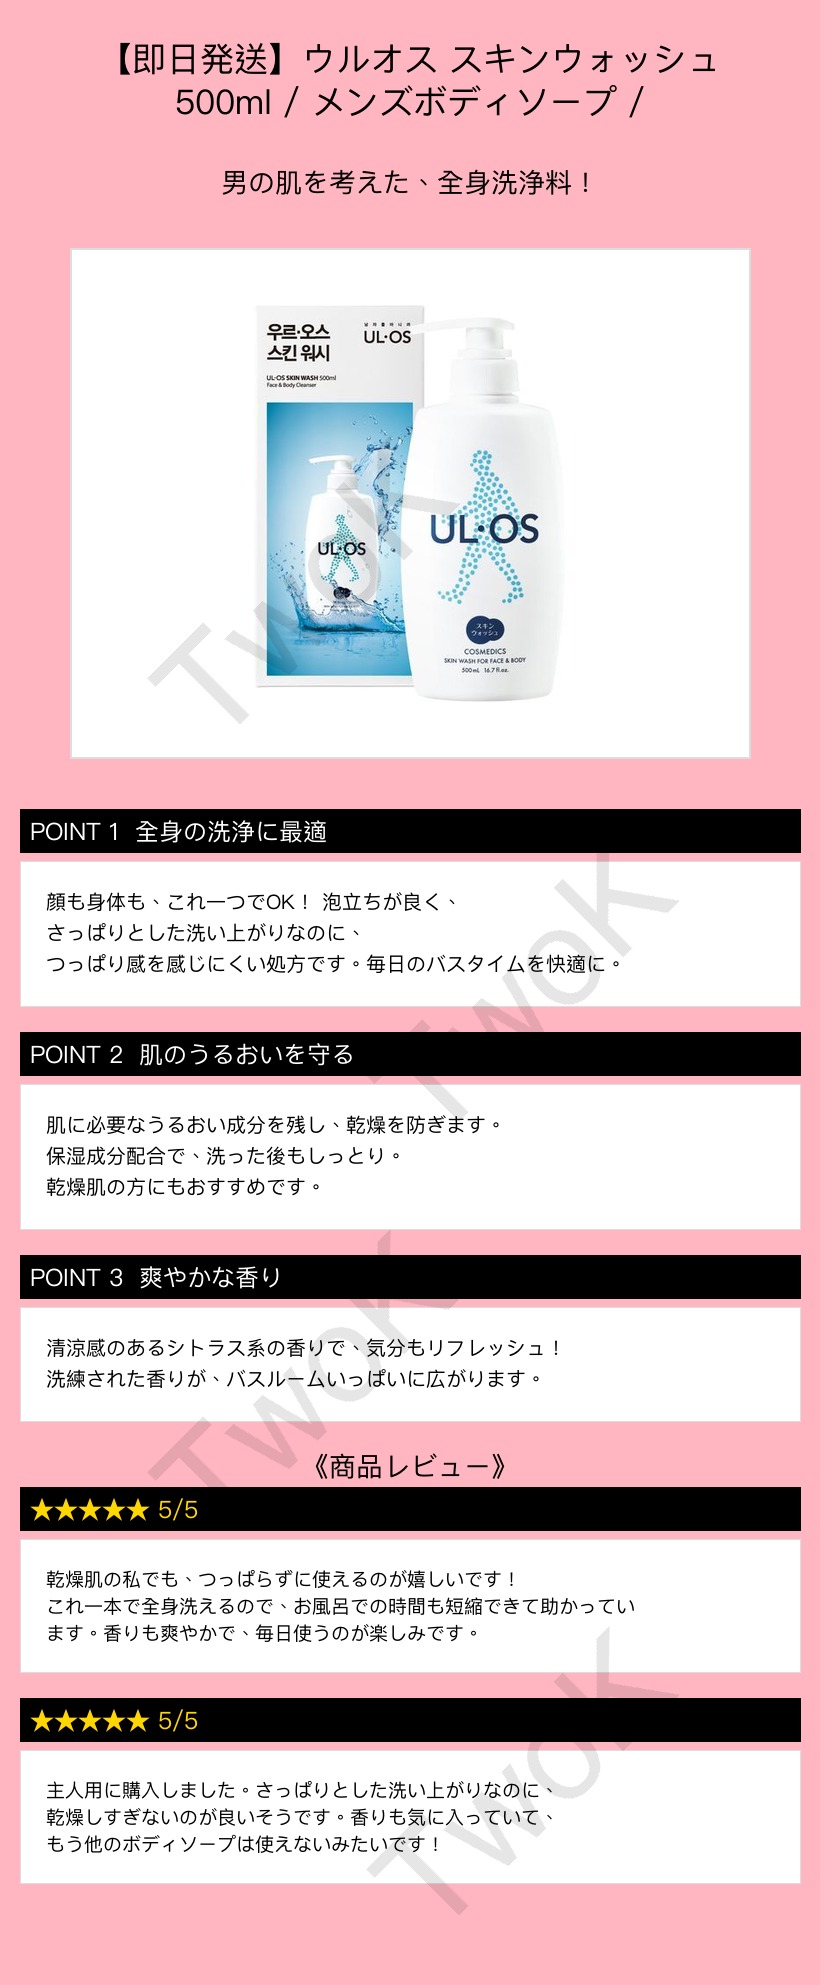 【即日発送】ウルオス スキンウォッシュ
500ml / メンズボディソープ /
男の肌を考えた、全身洗浄料！
우르·오스
스킨 워시
남자를아니까
UL·OS
UL·OS SKIN WASH 500ml
Face & Body Cleanser
UL·OS
UL·OS
スキン
ウォッシュ
COSMEDICS
SKIN WASH FOR FACE & BODY
500mL 16.7 fl.oz.
TwoK
POINT 1 全身の洗浄に最適
顔も身体も、これ一つでOK！ 泡立ちが良く、
さっぱりとした洗い上がりなのに、
つっぱり感を感じにくい処方です。毎日のバスタイムを快適に。
TwoK
POINT 2 肌のうるおいを守る
肌に必要なうるおい成分を残し、乾燥を防ぎます。
保湿成分配合で、洗った後もしっとり。
乾燥肌の方にもおすすめです。
POINT 3 爽やかな香り
清涼感のあるシトラス系の香りで、気分もリフレッシュ！
洗練された香りが、バスルームいっぱいに広がります。
TwoK
《商品レビュー》
★★★★★ 5/5
乾燥肌の私でも、つっぱらずに使えるのが嬉しいです！
これ一本で全身洗えるので、お風呂での時間も短縮できて助かってい
ます。香りも爽やかで、毎日使うのが楽しみです。
★★★★★ 5/5
主人用に購入しました。さっぱりとした洗い上がりなのに、
乾燥しすぎないのが良いそうです。香りも気に入っていて、
もう他のボディソープは使えないみたいです！
TwoK